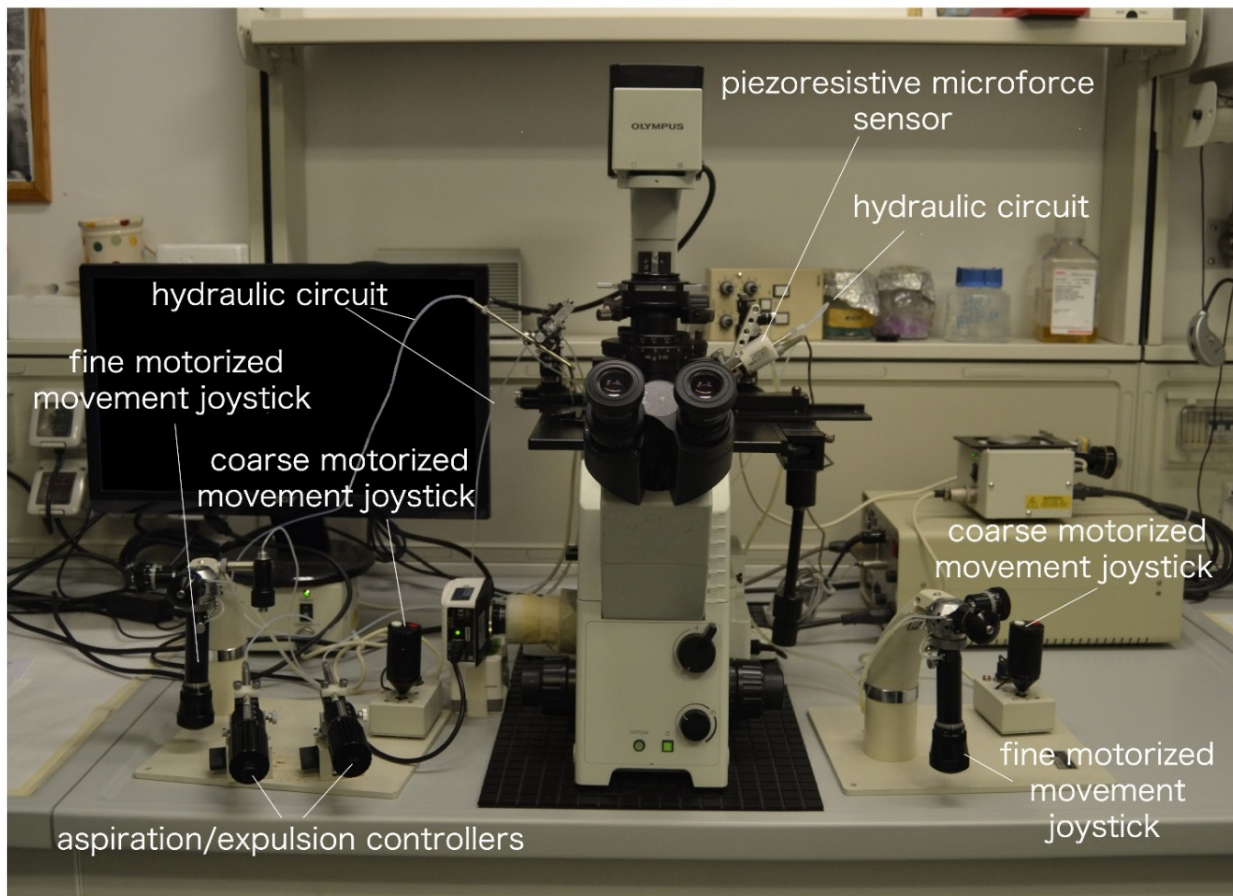 OLYMPUS
piezoresistive microforce
sensor
hydraulic circuit
hydraulic circuit
fine motorized
movement joystick
coarse motorized
movement joystick
coarse motorized
movement joystick
fine motorized
movement
joystick
aspiration/expulsion controllers
OPTION